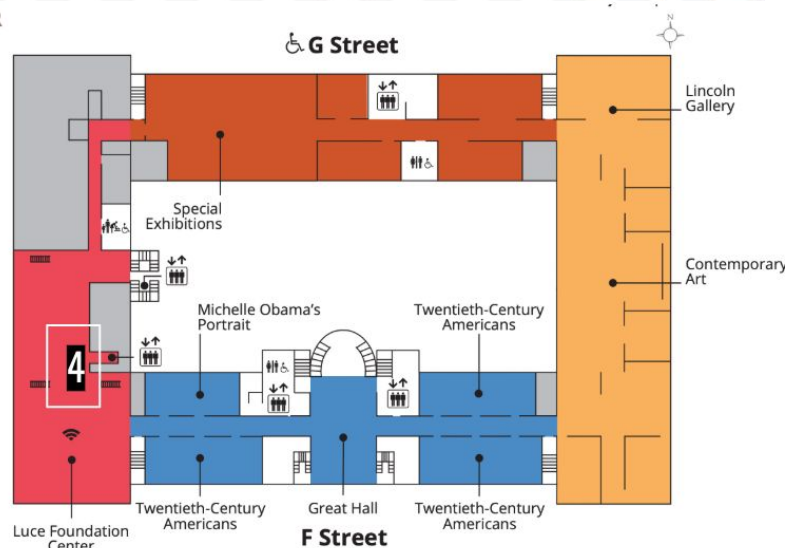 G Street
N
Lincoln
Gallery
Special
Exhibitions
Contemporary
Art
Michelle Obama's
Portrait
Twentieth-Century
Americans
4
Twentieth-Century
Americans
Great Hall
Twentieth-Century
Americans
Luce Foundation
Center
F Street